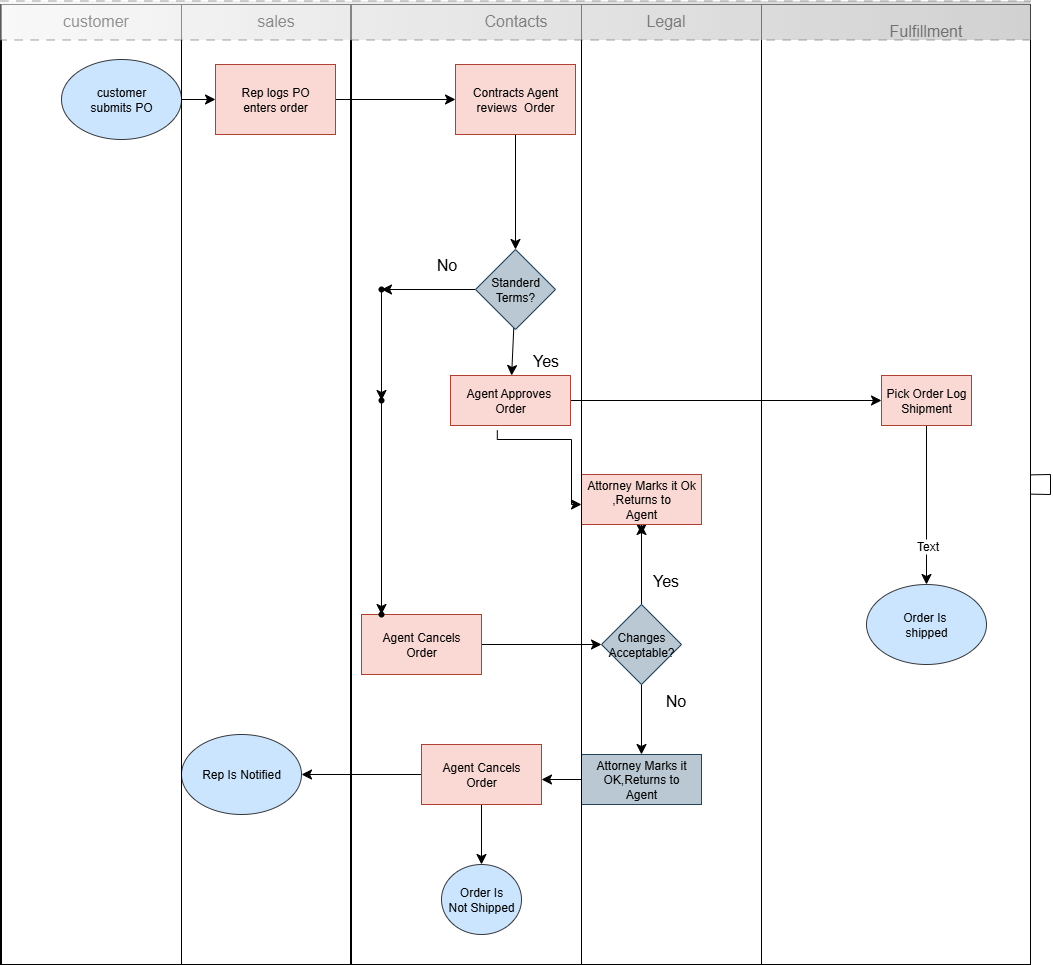 customer
sales
Contacts
Legal
Fulfillment
customer
submits PO
Rep logs PO
enters order
Contracts Agent
reviews Order
No
Standerd
Terms?
Yes
Agent Approves
Order
Pick Order Log
Shipment
Attorney Marks it Ok
,Returns to
Agent
Text
Yes
Order Is
shipped
Agent Cancels
Order
Changes
Acceptable?
No
Rep Is Notified
Agent Cancels
Order
Attorney Marks it
OK,Returns to
Agent
Order Is
Not Shipped